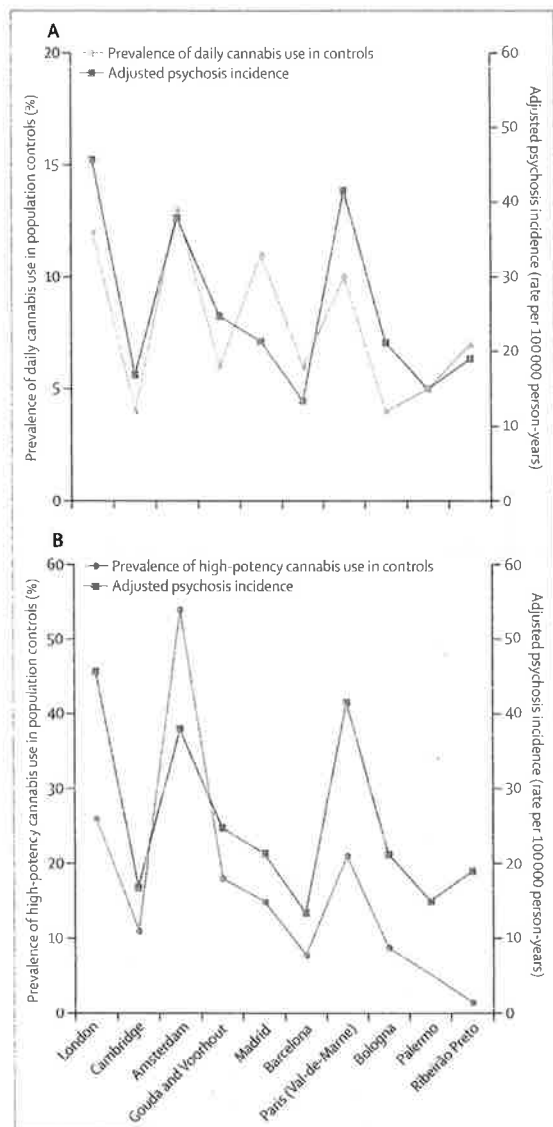 A
Prevalence of daily cannabis use in controls
Adjusted psychosis incidence
Prevalence of daily cannabis use in population controls (%)
20
15
10
5
0
60
50
40
30
20
10
0
Adjusted psychosis incidence (rate per 100 000 person-years)
B
Prevalence of high-potency cannabis use in controls
Adjusted psychosis incidence
Prevalence of high-potency cannabis use in population controls (%)
60
50
40
30
20
10
0
60
50
40
30
20
10
0
Adjusted psychosis incidence (rate per 100 000 person-years)
London
Cambridge
Amsterdam
Gouda and Voorhout
Madrid
Barcelona
Paris (Val-de-Marne)
Bologna
Palermo
Ribeirão Preto